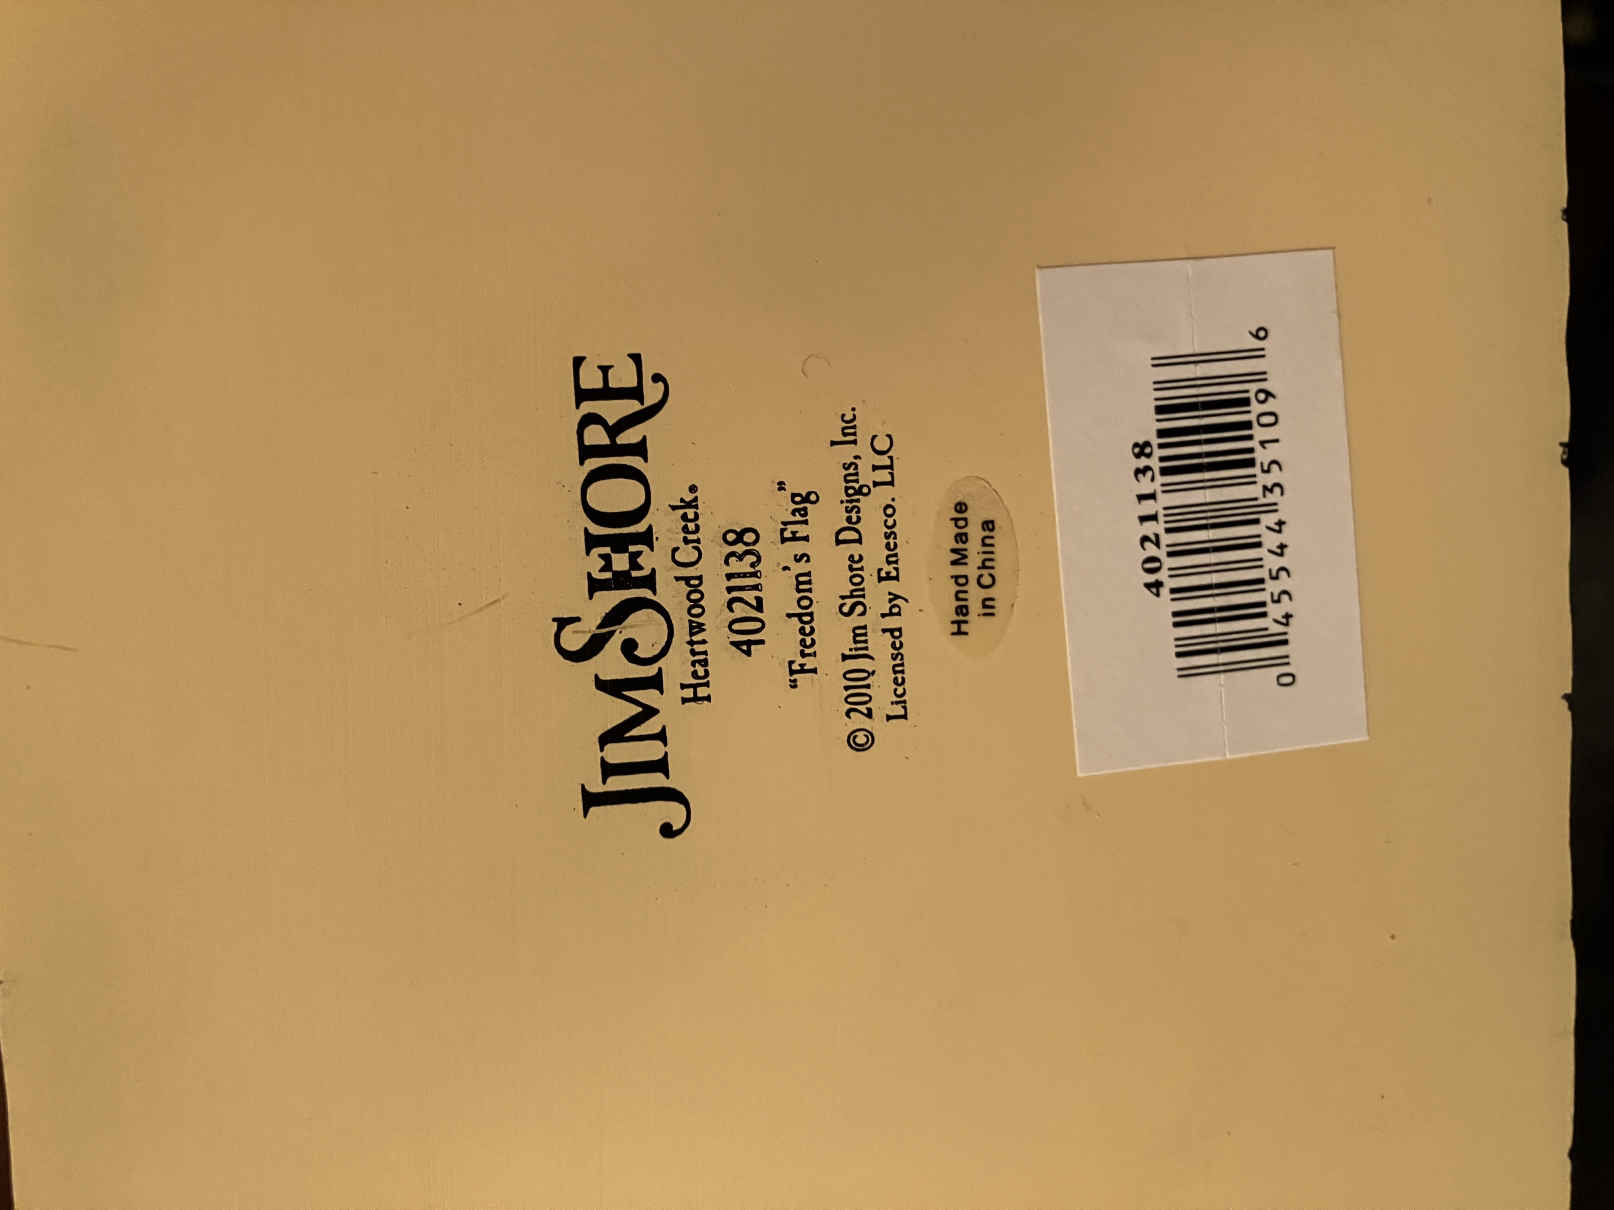 JIM SHORE
Heartwood Creek®
4021138
“Freedom's Flag”
© 2010 Jim Shore Designs, Inc.
Licensed by Enesco. LLC
Hand Made
in China
4021138
0 45544 35109 6